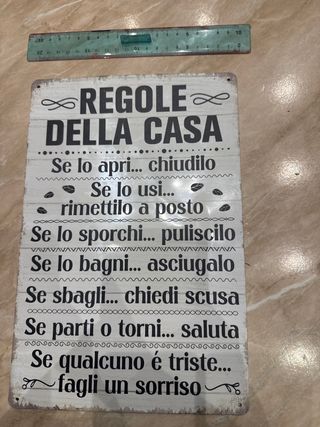 REGOLE
DELLA CASA
Se lo apri... chiudilo
Se lo usi...
rimettilo a posto
Se lo sporchi... puliscilo
Se lo bagni... asciugalo
Se sbagli... chiedi scusa
Se parti o torni... saluta
Se qualcuno é triste...
fagli un sorriso